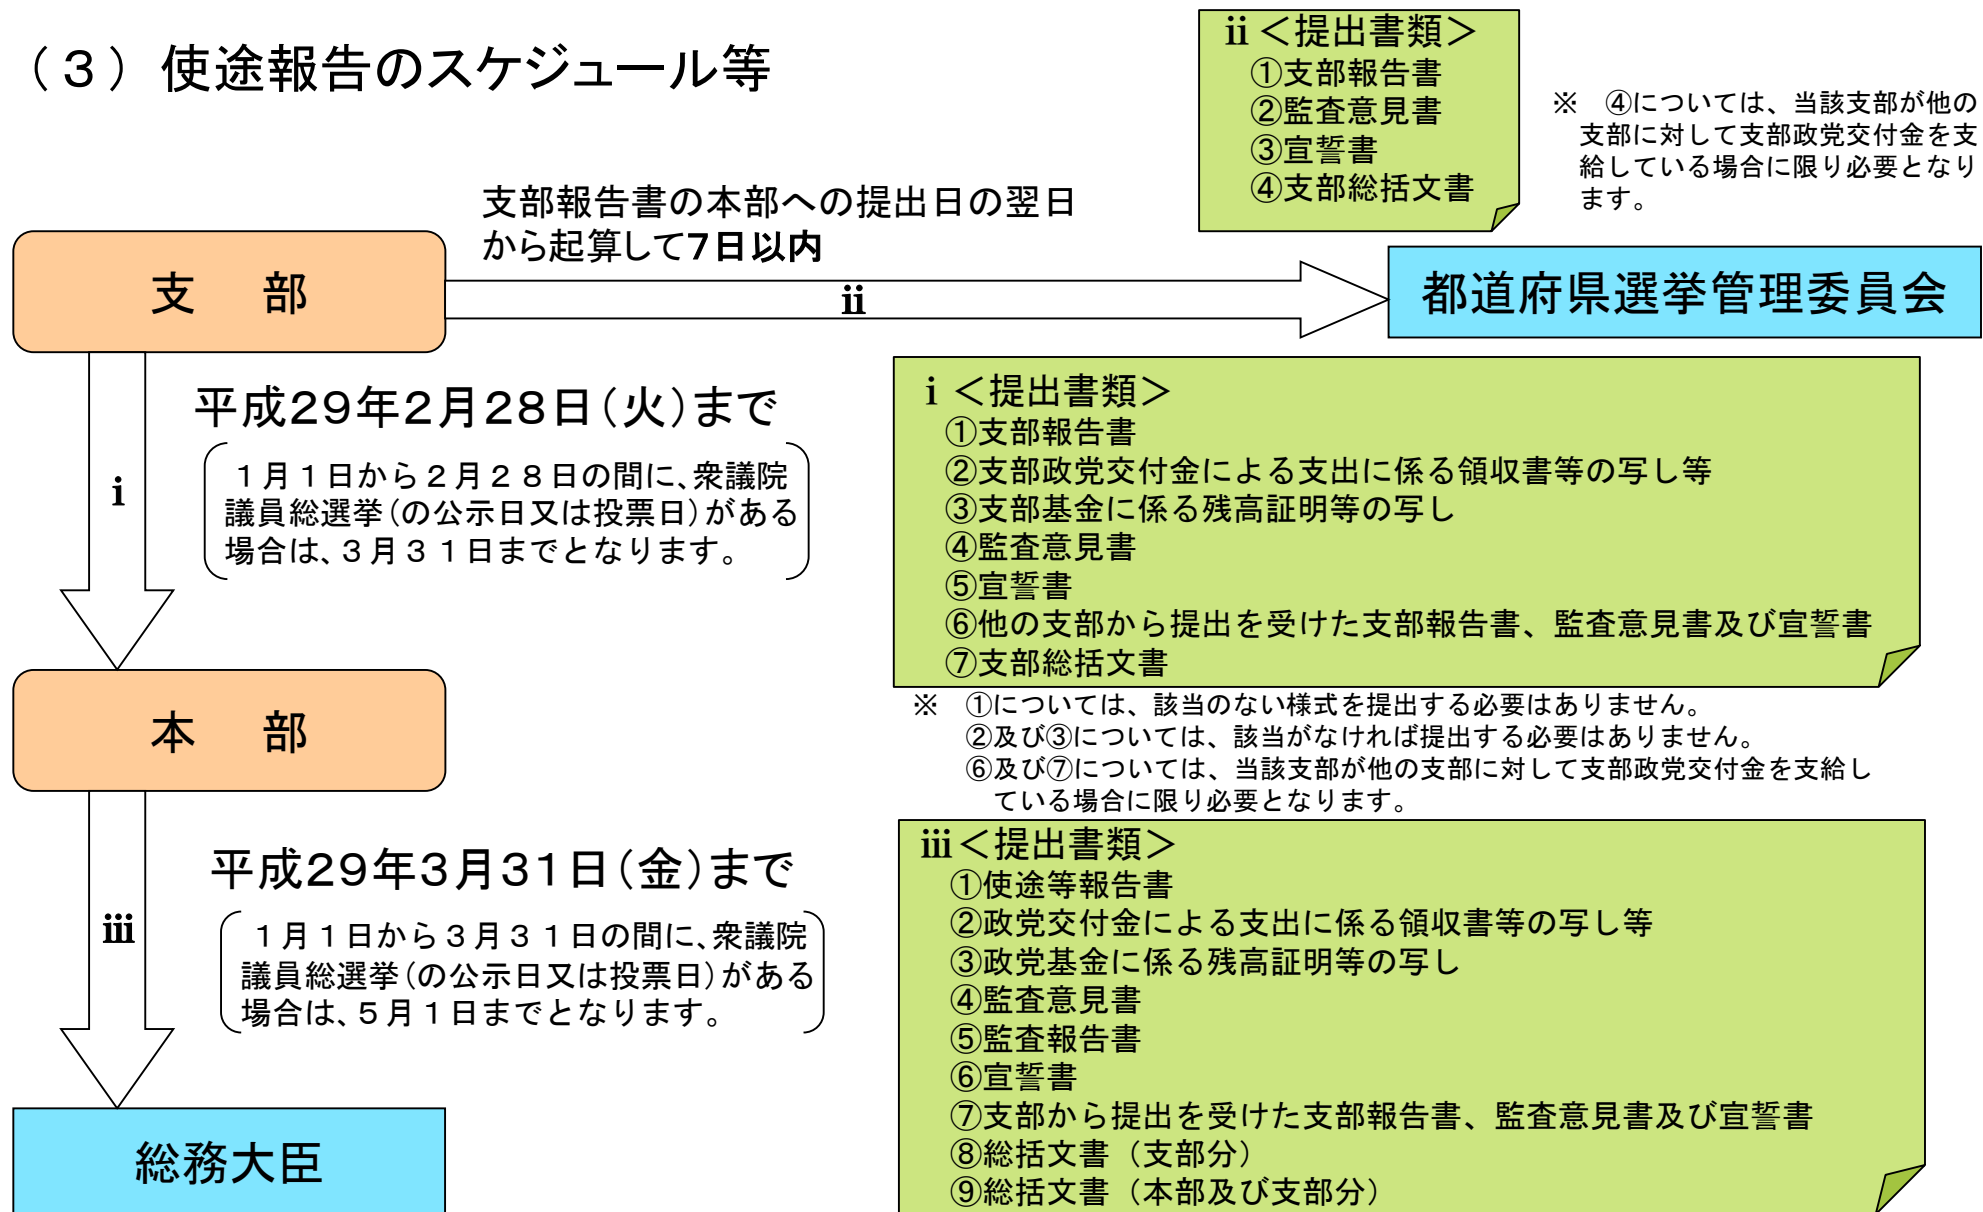 （３）使途報告のスケジュール等
ⅱ＜提出書類＞
①支部報告書
②監査意見書
③宣誓書
④支部総括文書
※　④については、当該支部が他の
支部に対して支部政党交付金を支
給している場合に限り必要となり
ます。
支部報告書の本部への提出日の翌日
から起算して7日以内
支　部
ⅱ
都道府県選挙管理委員会
ⅰ
平成29年2月28日（火）まで
１月１日から２月２８日の間に、衆議院
議員総選挙（の公示日又は投票日）がある
場合は、３月３１日までとなります。
ⅰ＜提出書類＞
①支部報告書
②支部政党交付金による支出に係る領収書等の写し等
③支部基金に係る残高証明等の写し
④監査意見書
⑤宣誓書
⑥他の支部から提出を受けた支部報告書、監査意見書及び宣誓書
⑦支部総括文書
※　①については、該当のない様式を提出する必要はありません。
②及び③については、該当がなければ提出する必要はありません。
⑥及び⑦については、当該支部が他の支部に対して支部政党交付金を支給し
ている場合に限り必要となります。
本　部
ⅲ
平成29年3月31日（金）まで
１月１日から３月３１日の間に、衆議院
議員総選挙（の公示日又は投票日）がある
場合は、５月１日までとなります。
ⅲ＜提出書類＞
①使途等報告書
②政党交付金による支出に係る領収書等の写し等
③政党基金に係る残高証明等の写し
④監査意見書
⑤監査報告書
⑥宣誓書
⑦支部から提出を受けた支部報告書、監査意見書及び宣誓書
⑧総括文書（支部分）
⑨総括文書（本部及び支部分）
総務大臣